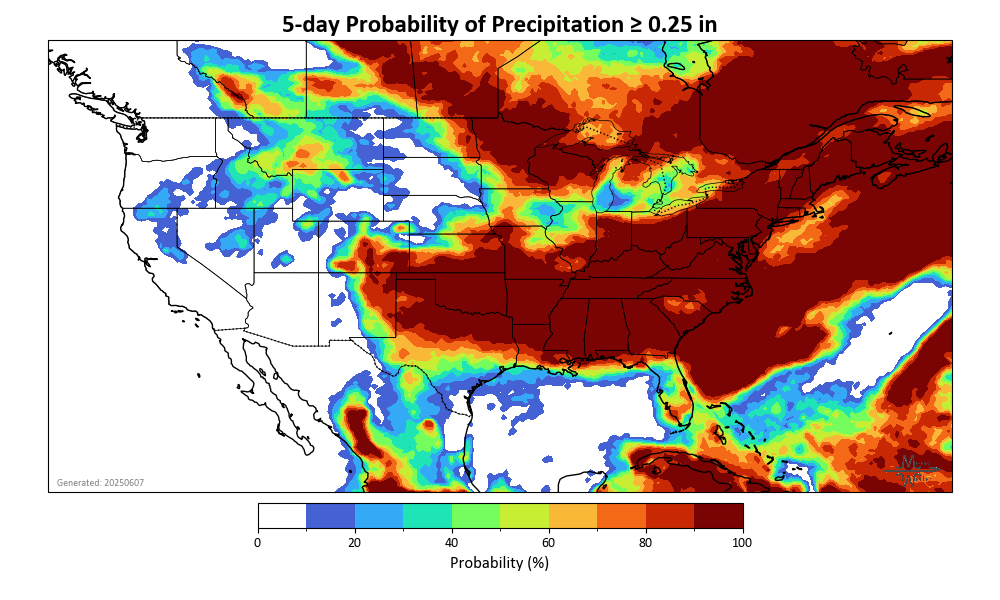 5-day Probability of Precipitation ≥ 0.25 in
Generated: 20250607
0 20 40 60 80 100
Probability (%)